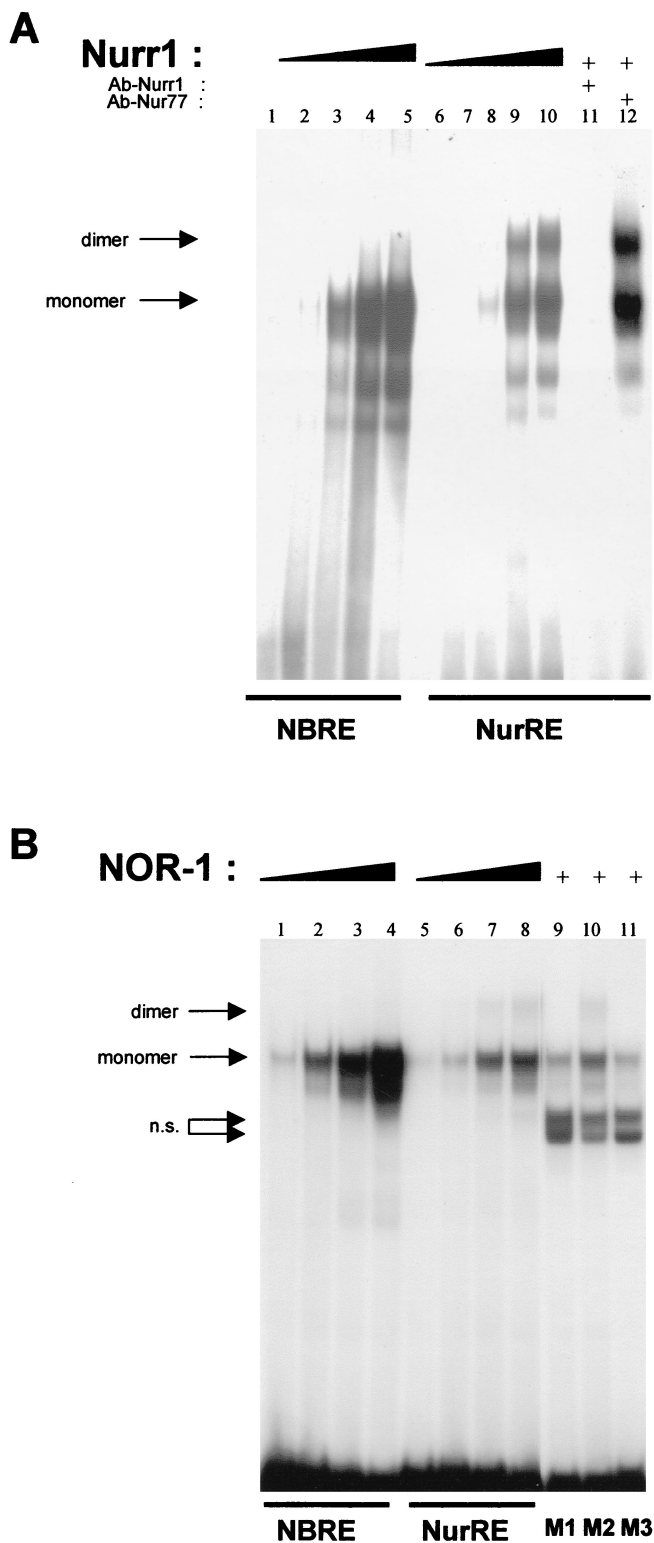 A
Nurr1 :
+ +
Ab-Nurr1 : +
Ab-Nur77 : +
1 2 3 4 5 6 7 8 9 10 11 12
dimer
monomer
NBRE NurRE
B
NOR-1 : + + +
1 2 3 4 5 6 7 8 9 10 11
dimer
monomer
n.s.
NBRE NurRE M1 M2 M3